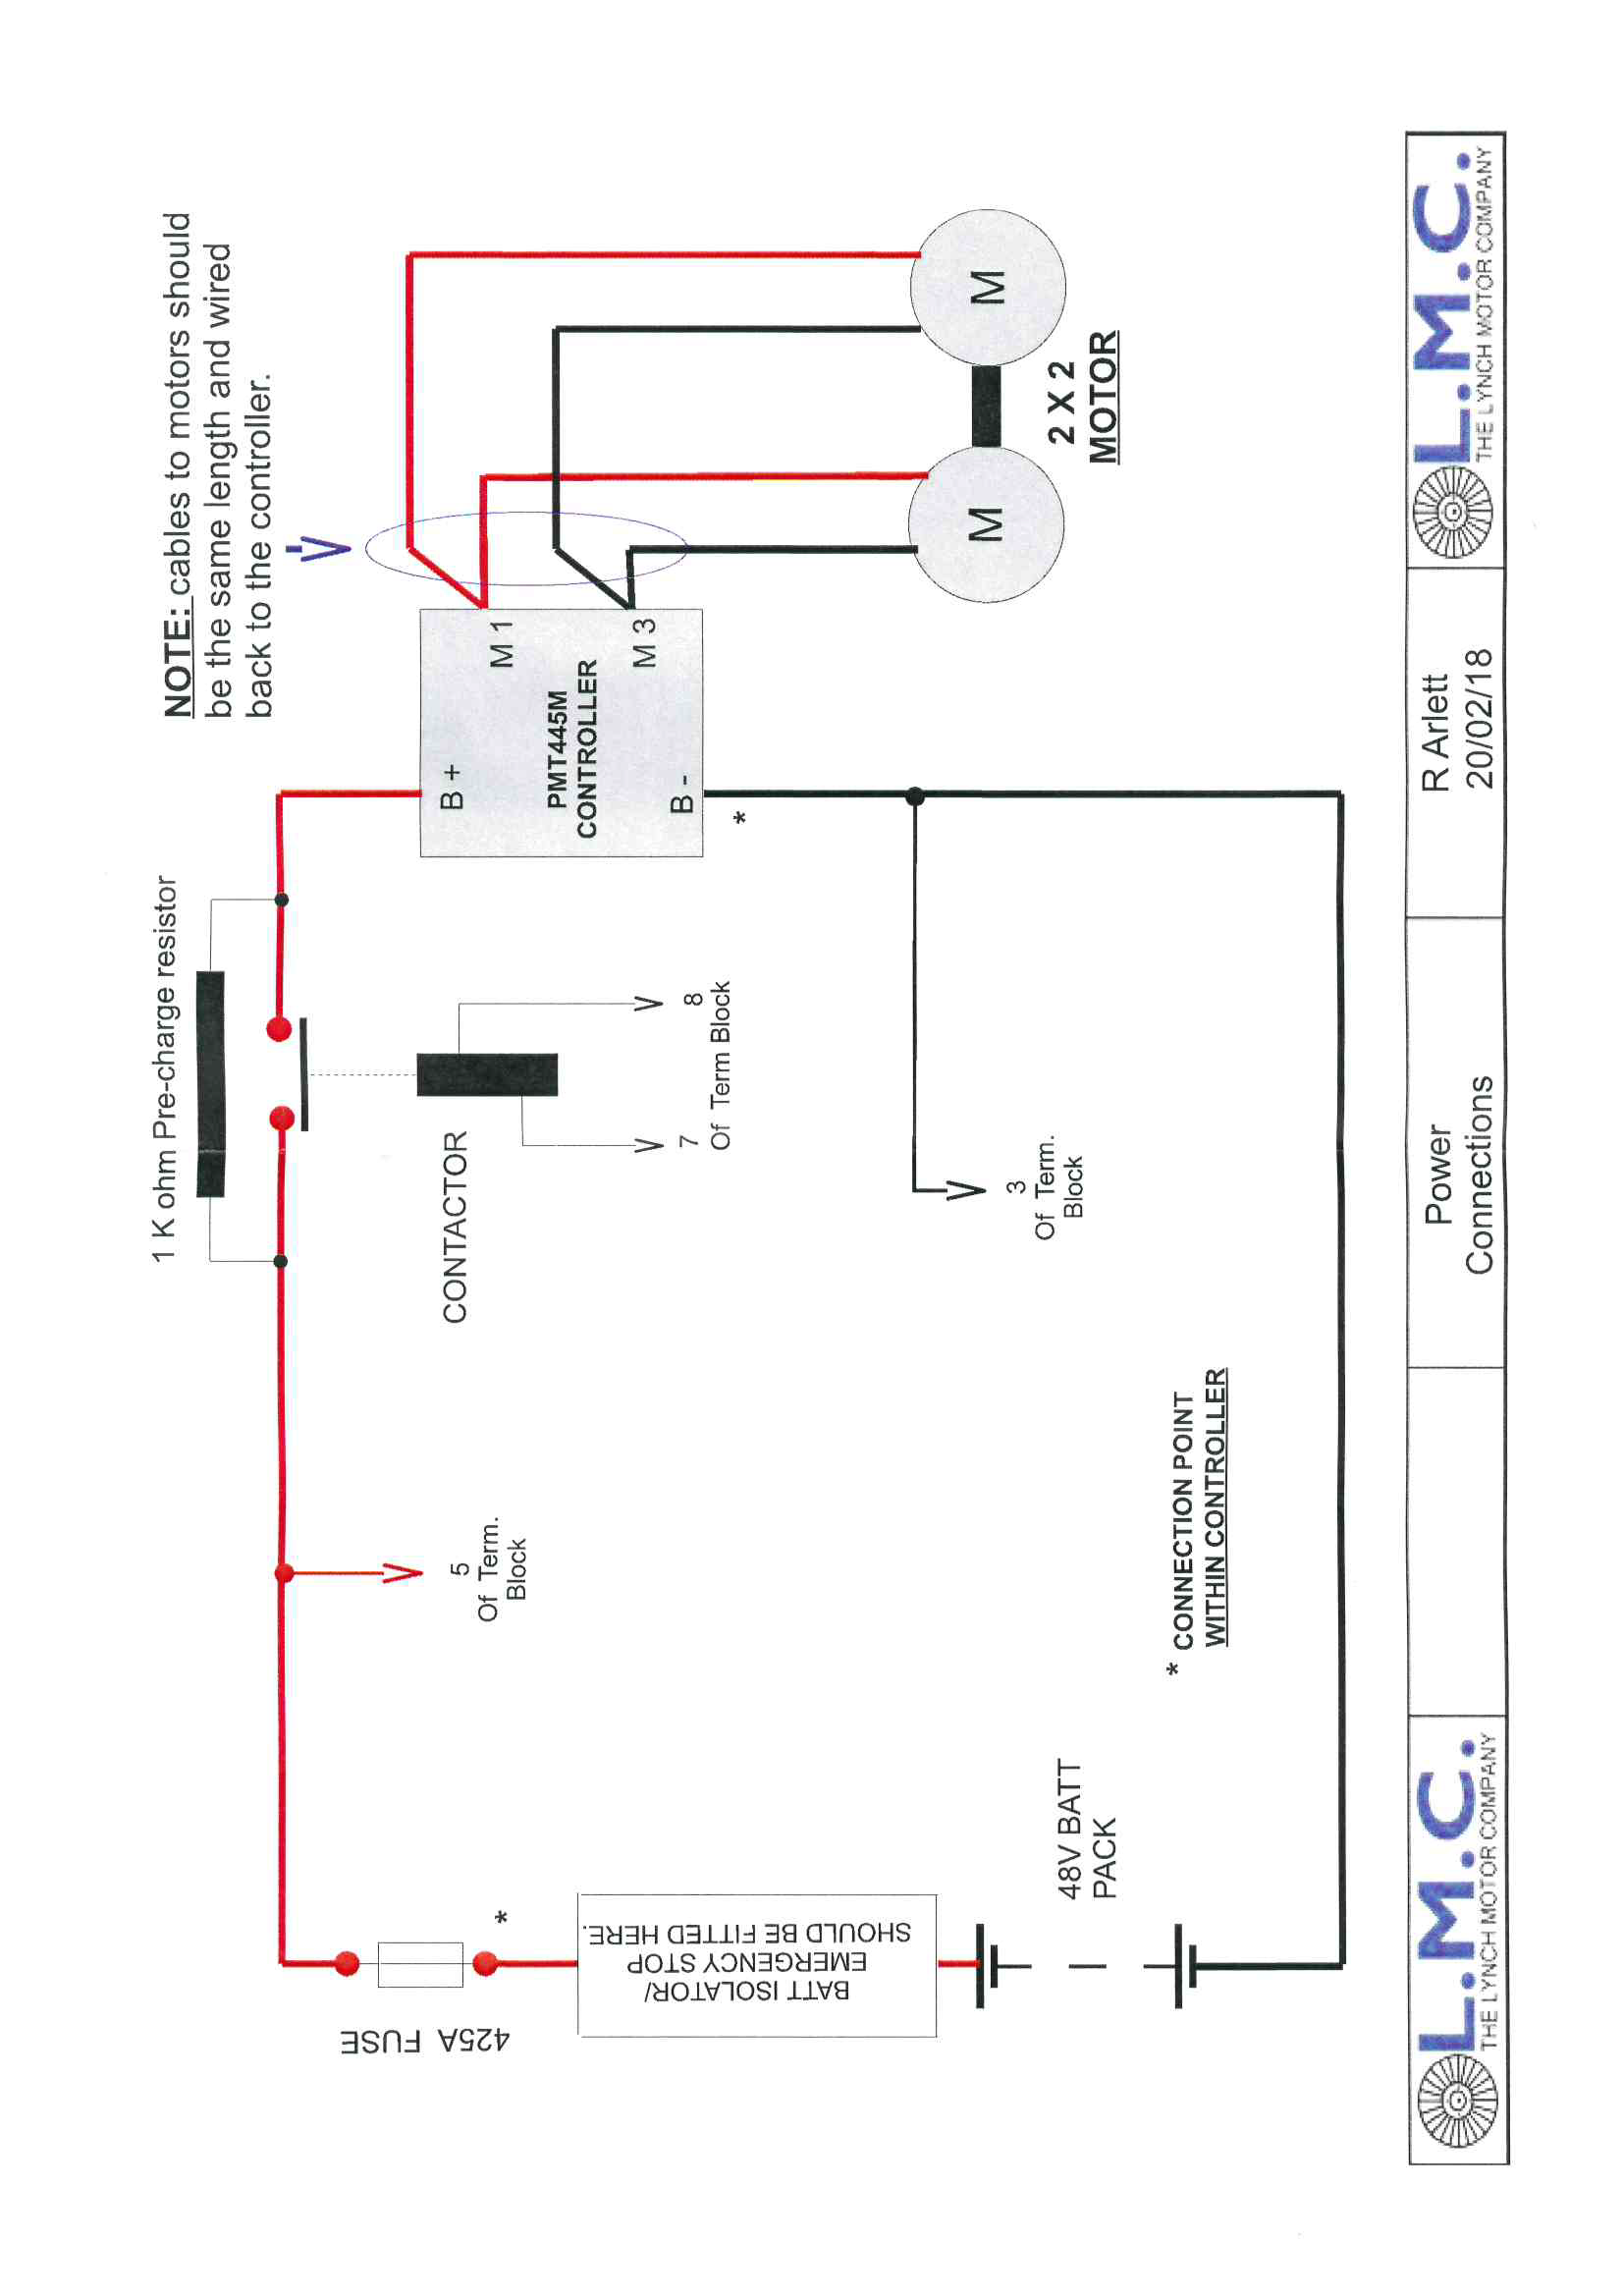 NOTE: cables to motors should
be the same length and wired
back to the controller.
1 K ohm Pre-charge resistor
B +
M 1
PMT445M
CONTROLLER
B -
M 3
*
M
M
2 X 2
MOTOR
CONTACTOR
7
8
Of Term Block
3
Of Term.
Block
5
Of Term.
Block
425A FUSE
*
BATT ISOLATOR/
EMERGENCY STOP
SHOULD BE FITTED HERE.
48V BATT
PACK
* CONNECTION POINT
WITHIN CONTROLLER
L.M.C.
THE LYNCH MOTOR COMPANY
Power
Connections
R Arlett
20/02/18
L.M.C.
THE LYNCH MOTOR COMPANY